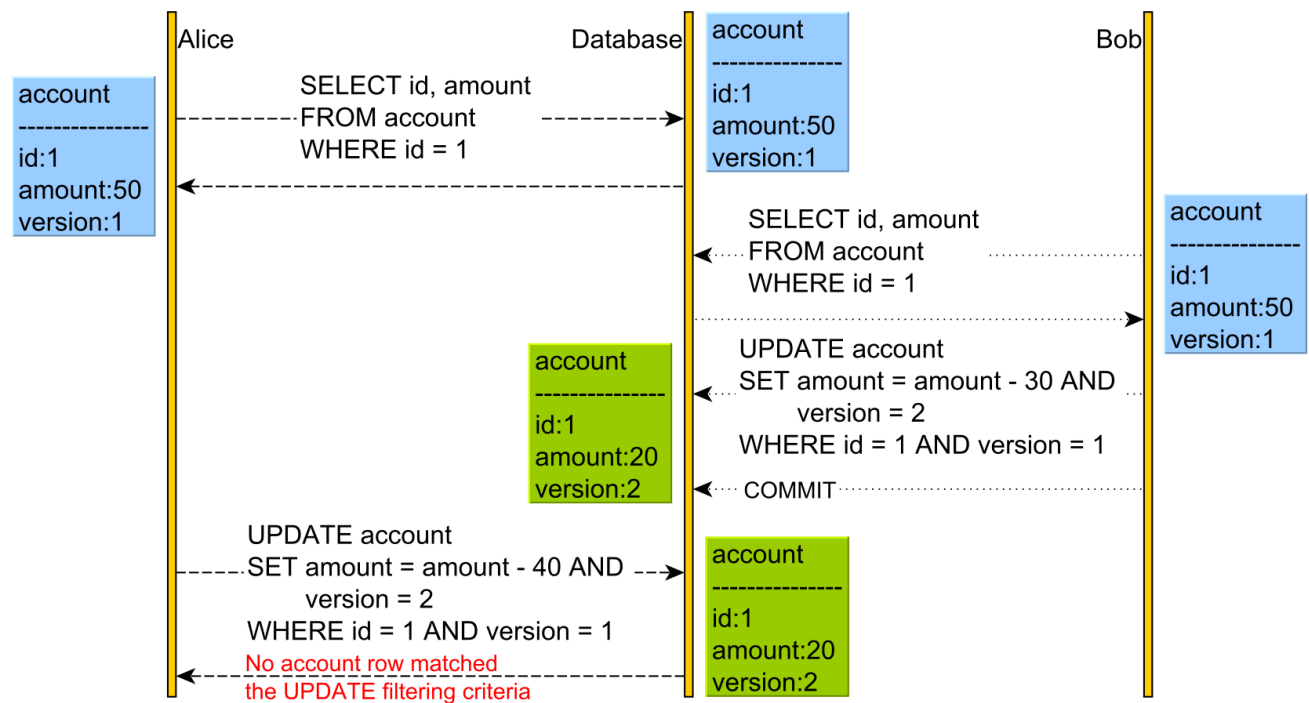 Alice
Database
Bob
account
---------------
id:1
amount:50
version:1
SELECT id, amount
FROM account
WHERE id = 1
account
---------------
id:1
amount:50
version:1
SELECT id, amount
FROM account
WHERE id = 1
account
---------------
id:1
amount:50
version:1
UPDATE account
SET amount = amount - 30 AND
version = 2
WHERE id = 1 AND version = 1
account
---------------
id:1
amount:20
version:2
COMMIT
UPDATE account
SET amount = amount - 40 AND
version = 2
WHERE id = 1 AND version = 1
account
---------------
id:1
amount:20
version:2
No account row matched
the UPDATE filtering criteria